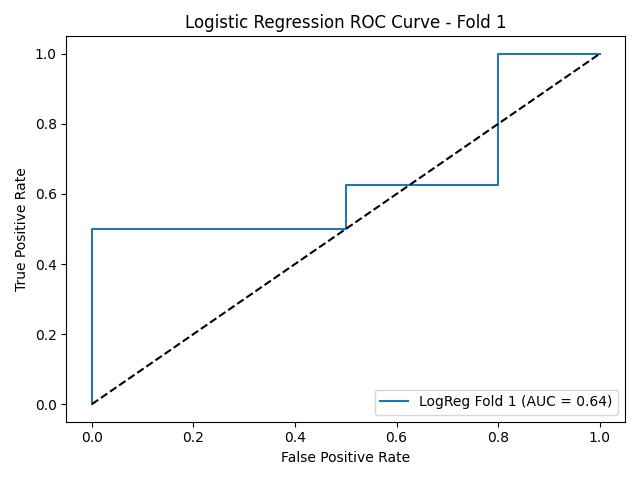 Logistic Regression ROC Curve - Fold 1
1.0
0.8
0.6
0.4
0.2
0.0
True Positive Rate
LogReg Fold 1 (AUC = 0.64)
0.0 0.2 0.4 0.6 0.8 1.0
False Positive Rate